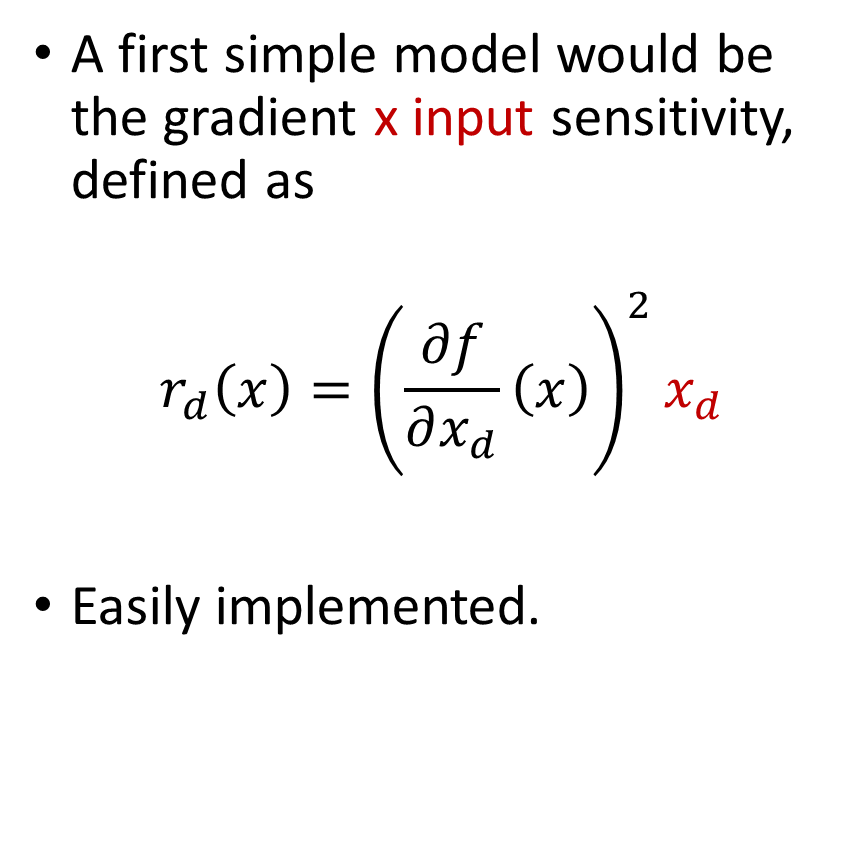 • A first simple model would be
the gradient x input sensitivity,
defined as
r_d(x) = (∂f/∂x_d (x))² x_d
• Easily implemented.